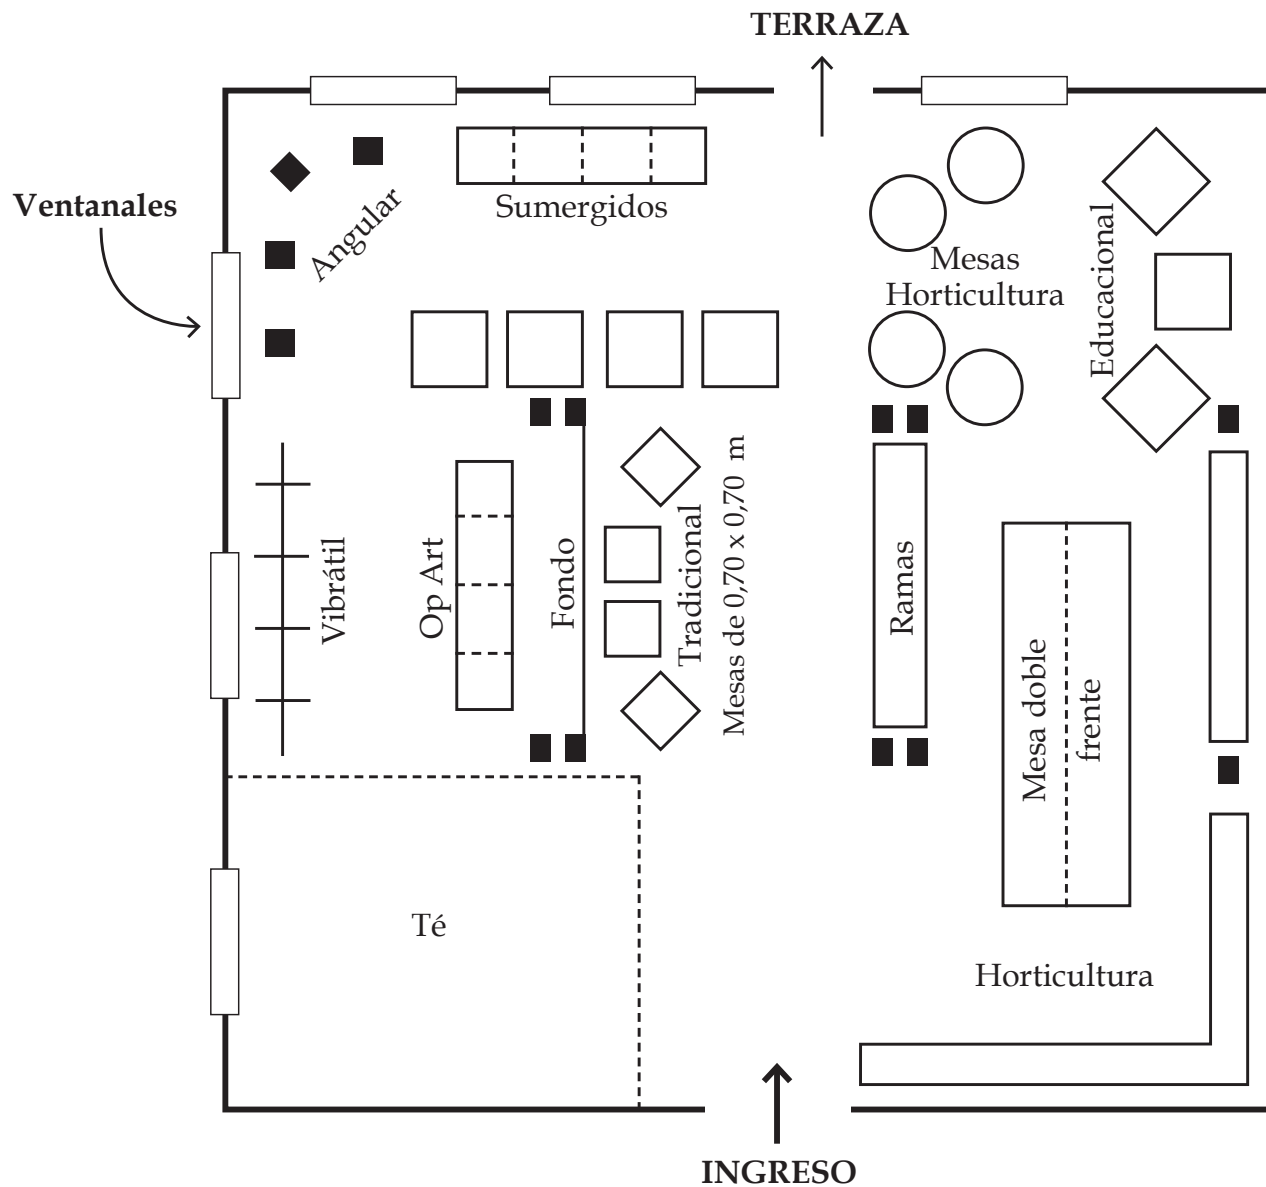 TERRAZA
Ventanales
Angular
Sumergidos
Mesas
Horticultura
Educacional
Vibrátil
Op Art
Fondo
Tradicional
Mesas de 0,70 x 0,70 m
Ramas
Mesa doble
frente
Té
Horticultura
INGRESO